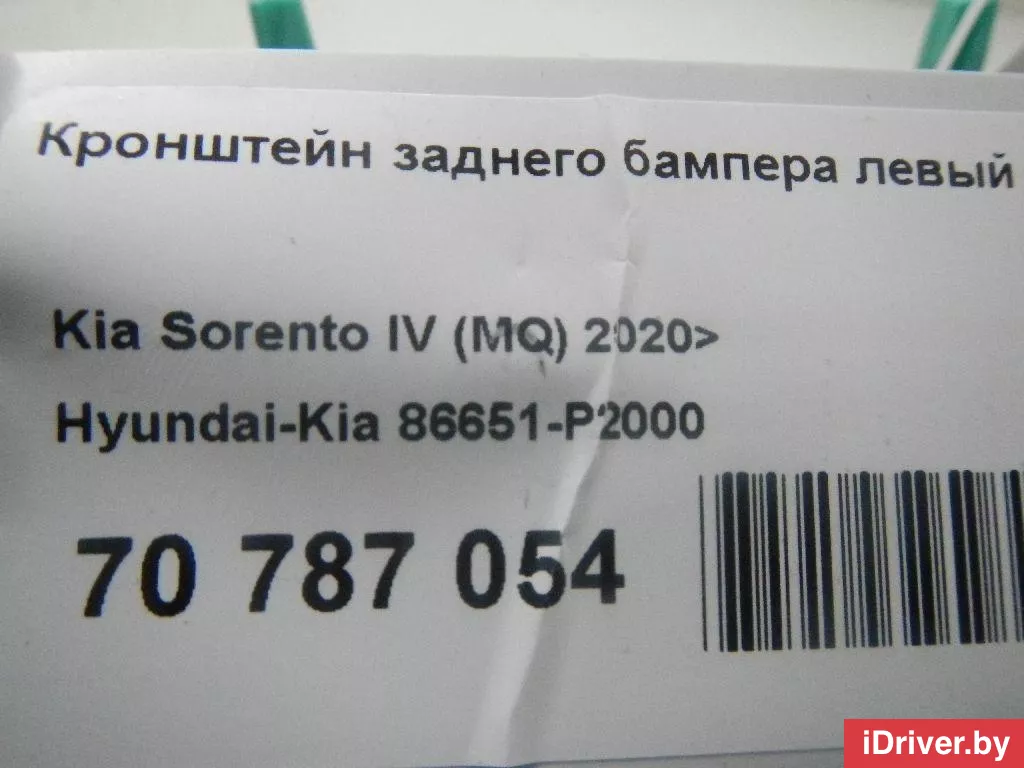 Кронштейн заднего бампера левый
Kia Sorento IV (MQ) 2020>
Hyundai-Kia 86651-P2000
70 787 054
iDriver.by